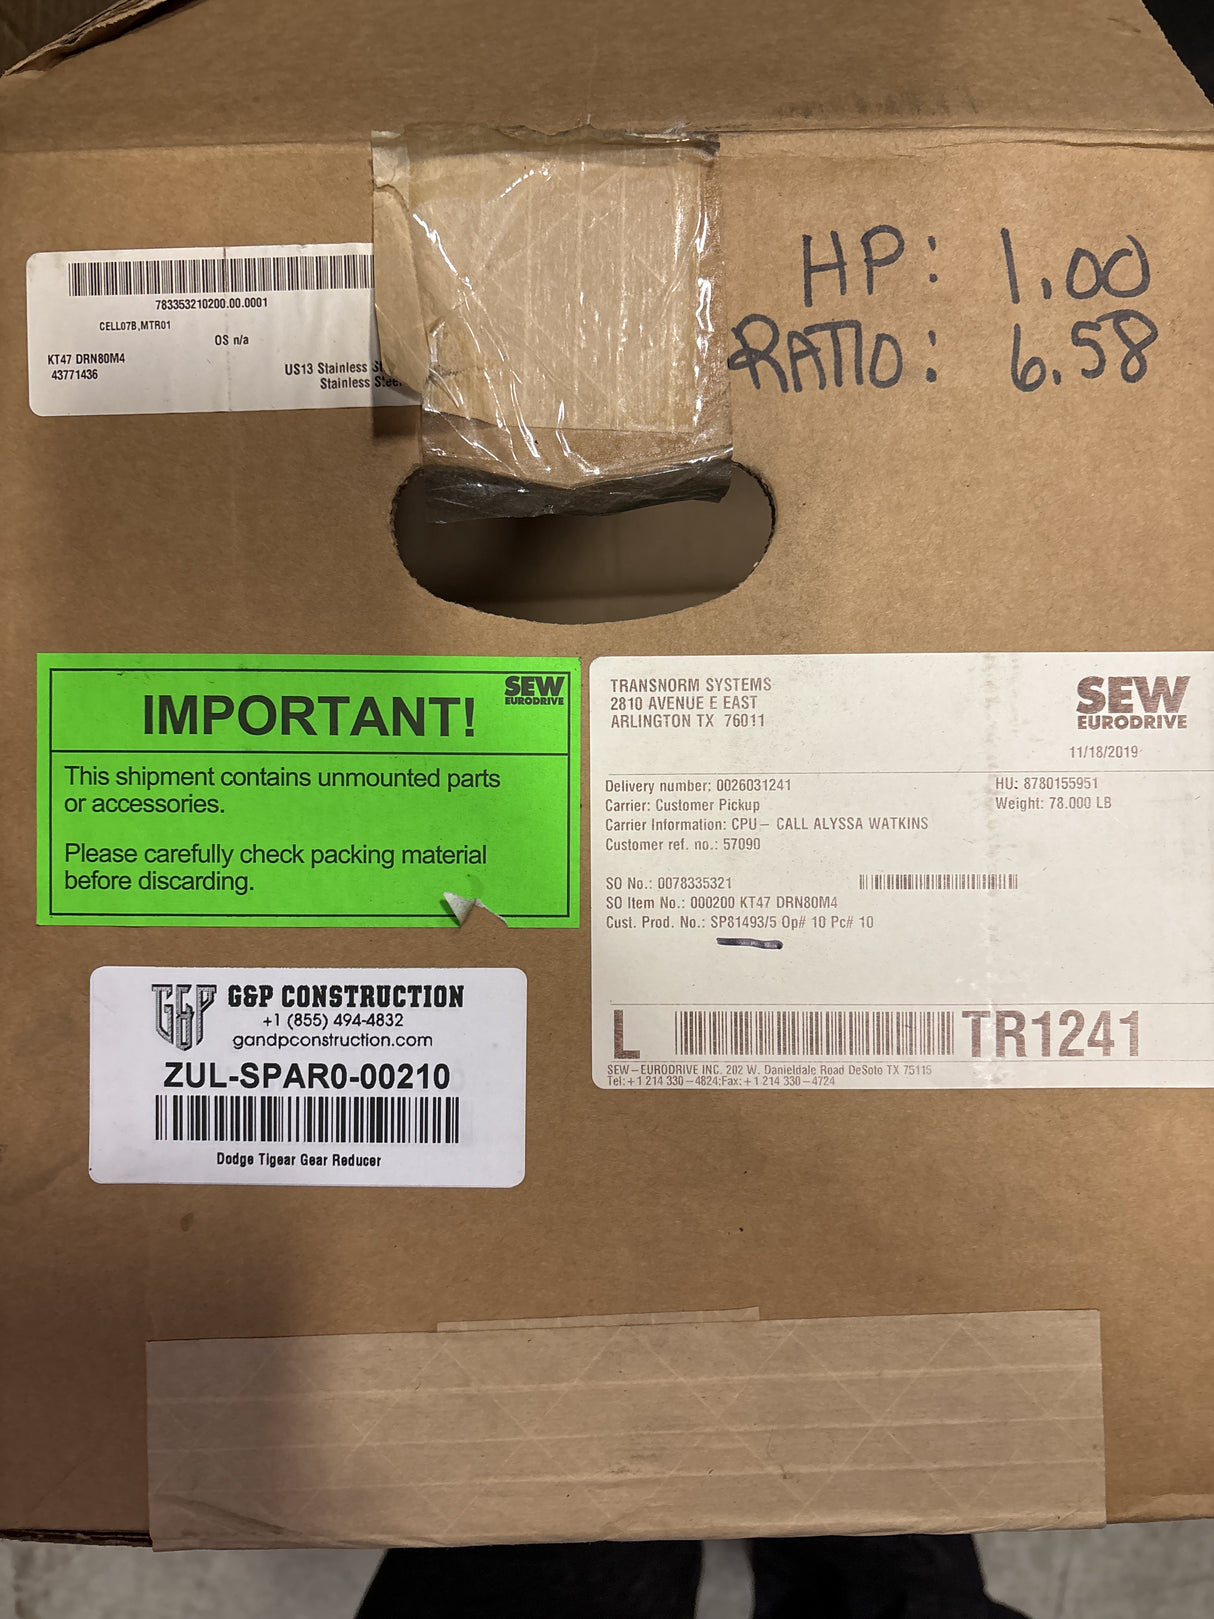 HP: 1.00
RATIO: 6.58
783353210200.00.0001
CELL07B,MTR01
OS n/a
KT47 DRN80M4
43771436
US13 Stainless
Stainless
IMPORTANT!
SEW
EURODRIVE
This shipment contains unmounted parts
or accessories.
Please carefully check packing material
before discarding.
TRANSNORM SYSTEMS
2810 AVENUE E EAST
ARLINGTON TX 76011
SEW
EURODRIVE
11/18/2019
Delivery number: 0026031241
Carrier: Customer Pickup
Carrier Information: CPU – CALL ALYSSA WATKINS
Customer ref. no.: 57090
HU: 8780155951
Weight: 78.000 LB
SO No.: 0078335321
SO Item No.: 000200 KT47 DRN80M4
Cust. Prod. No.: SP81493/5 Op# 10 Pc# 10
L TR1241
SEW–EURODRIVE INC. 202 W. Danieldale Road DeSoto TX 75115
Tel:+1 214 330–4824;Fax:+1 214 330–4724
G&P
G&P CONSTRUCTION
+1 (855) 494-4832
gandpconstruction.com
ZUL-SPAR0-00210
Dodge Tigear Gear Reducer